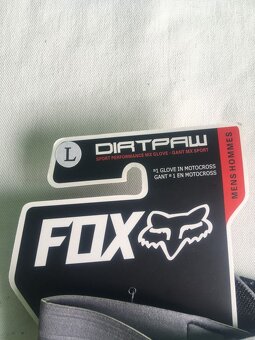 L
DIRTPAW
SPORT PERFORMANCE MX GLOVE · GANT MX SPORT
#1 GLOVE IN MOTOCROSS
GANT #1 EN MOTOCROSS
MENS HOMMES
FOX